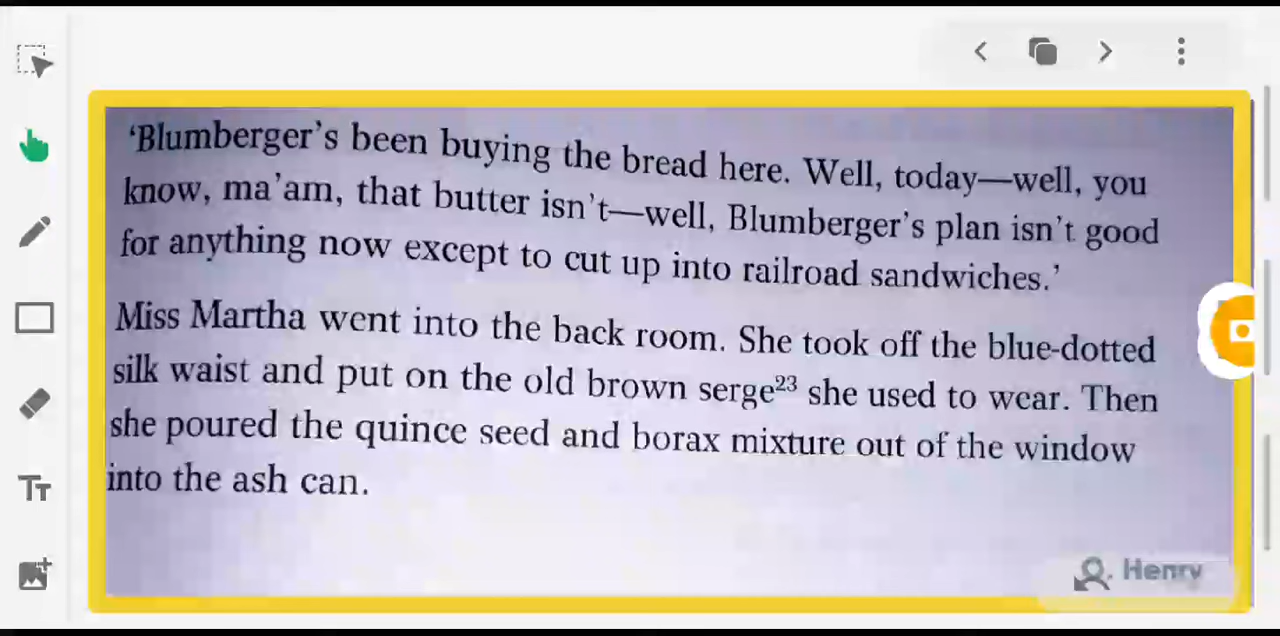 ‘Blumberger’s been buying the bread here. Well, today—well, you
know, ma’am, that butter isn’t—well, Blumberger’s plan isn’t good
for anything now except to cut up into railroad sandwiches.’
Miss Martha went into the back room. She took off the blue-dotted
silk waist and put on the old brown serge²³ she used to wear. Then
she poured the quince seed and borax mixture out of the window
into the ash can.
Henry
TT